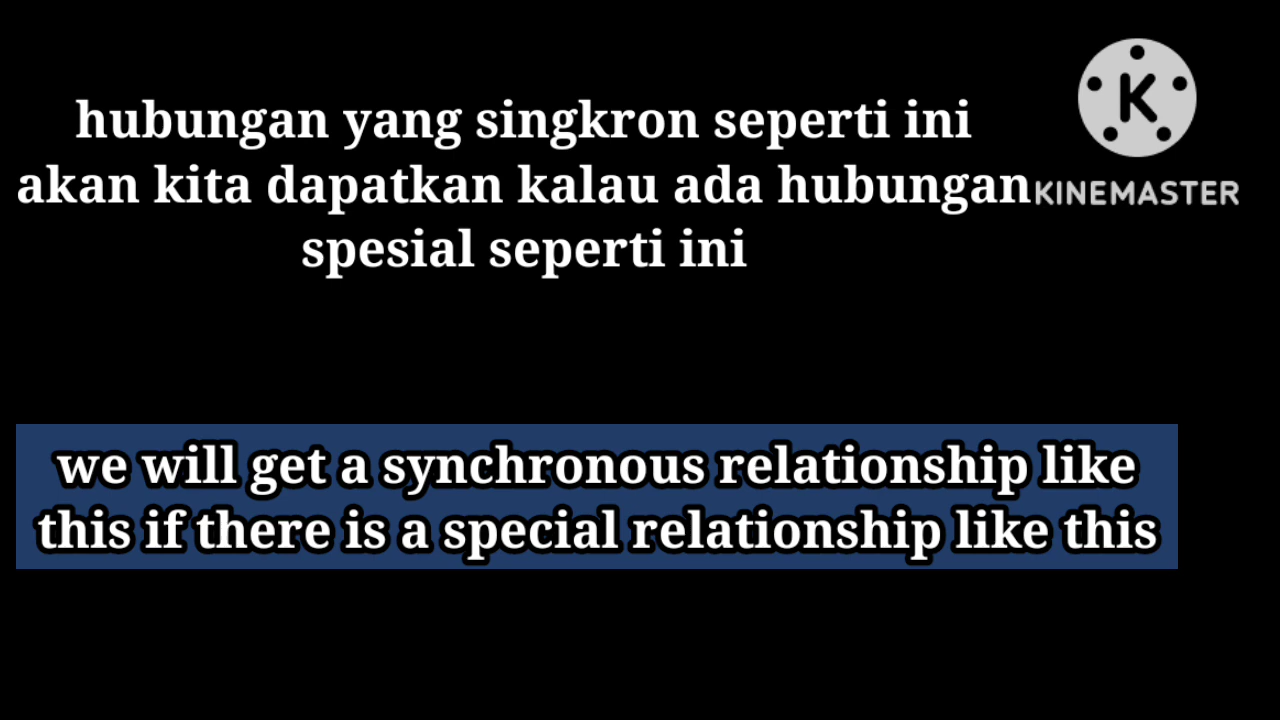 hubungan yang singkron seperti ini
akan kita dapatkan kalau ada hubungan
spesial seperti ini
K
KINEMASTER
we will get a synchronous relationship like
this if there is a special relationship like this